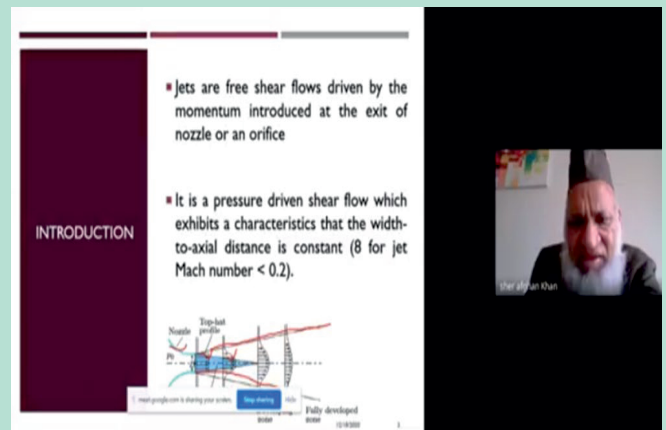 INTRODUCTION
Jets are free shear flows driven by the
momentum introduced at the exit of
nozzle or an orifice
It is a pressure driven shear flow which
exhibits a characteristics that the width-
to-axial distance is constant (8 for jet
Mach number < 0.2).
Nozzle
Top-hat
profile
meet.google.com is sharing your screen.
Stop sharing
Hide
Fully developed
sher afghan Khan